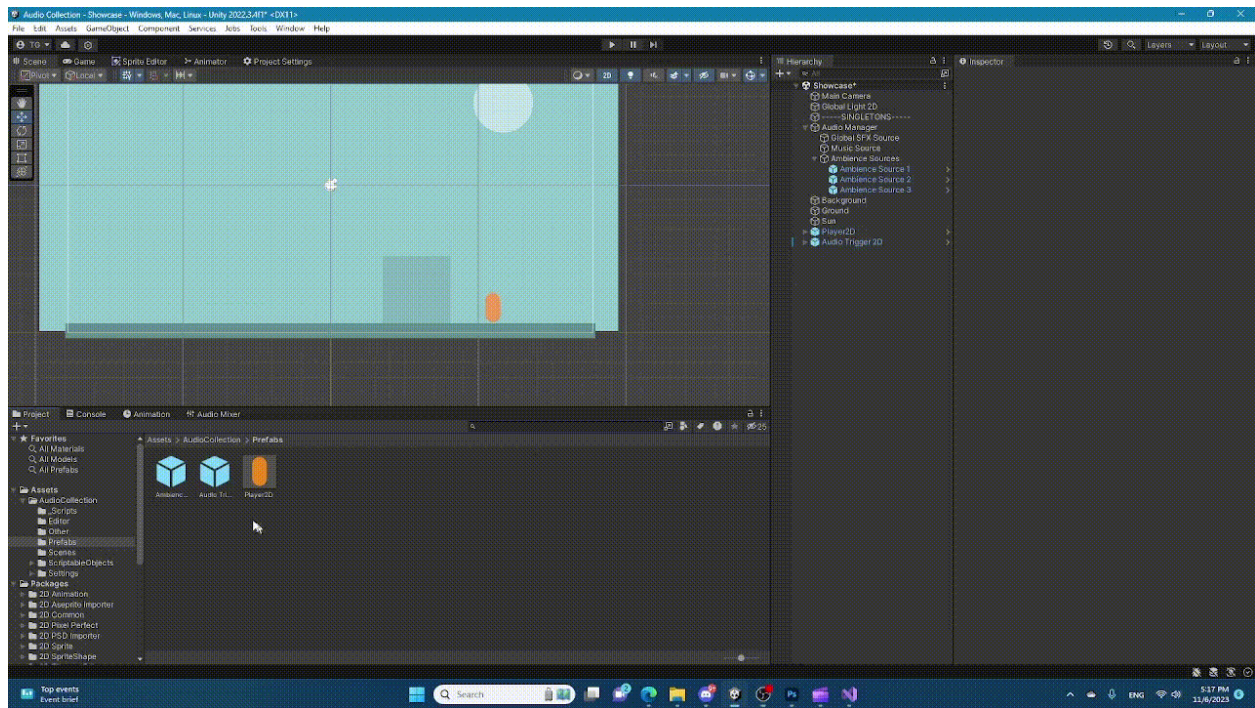 Audio Collection - Showcase - Windows, Mac, Linux - Unity 2022.3.4f1* <DX11>
File Edit Assets GameObject Component Services Jobs Tools Window Help
TG
Layers Layout
Scene Game Sprite Editor Animator Project Settings
Pivot Local 2D
Hierarchy
All
Showcase*
Main Camera
Global Light 2D
-----SINGLETONS-----
Audio Manager
Global SFX Source
Music Source
Ambience Sources
Ambience Source 1
Ambience Source 2
Ambience Source 3
Background
Ground
Sun
Player2D
Audio Trigger 2D
Inspector
Project Console Animation Audio Mixer
25
Favorites
All Materials
All Models
All Prefabs
Assets
AudioCollection
_Scripts
Editor
Other
Prefabs
Scenes
ScriptableObjects
Settings
Packages
2D Animation
2D Aseprite Importer
2D Common
2D Pixel Perfect
2D PSD Importer
2D Sprite
2D SpriteShape
Assets > AudioCollection > Prefabs
Ambienc... Audio Tri... Player2D
Top events
Event brief
Search
ENG
5:17 PM
11/6/2023